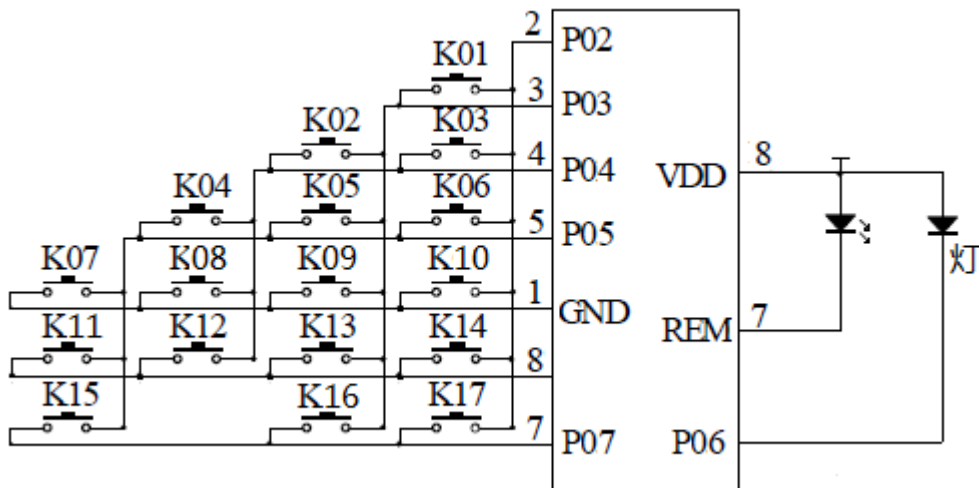 2 P02
K01
3 P03
K02 K03
4 P04 VDD 8
K04 K05 K06
5 P05
K07 K08 K09 K10 灯
1 GND
K11 K12 K13 K14 REM 7
8
K15 K16 K17
7 P07 P06